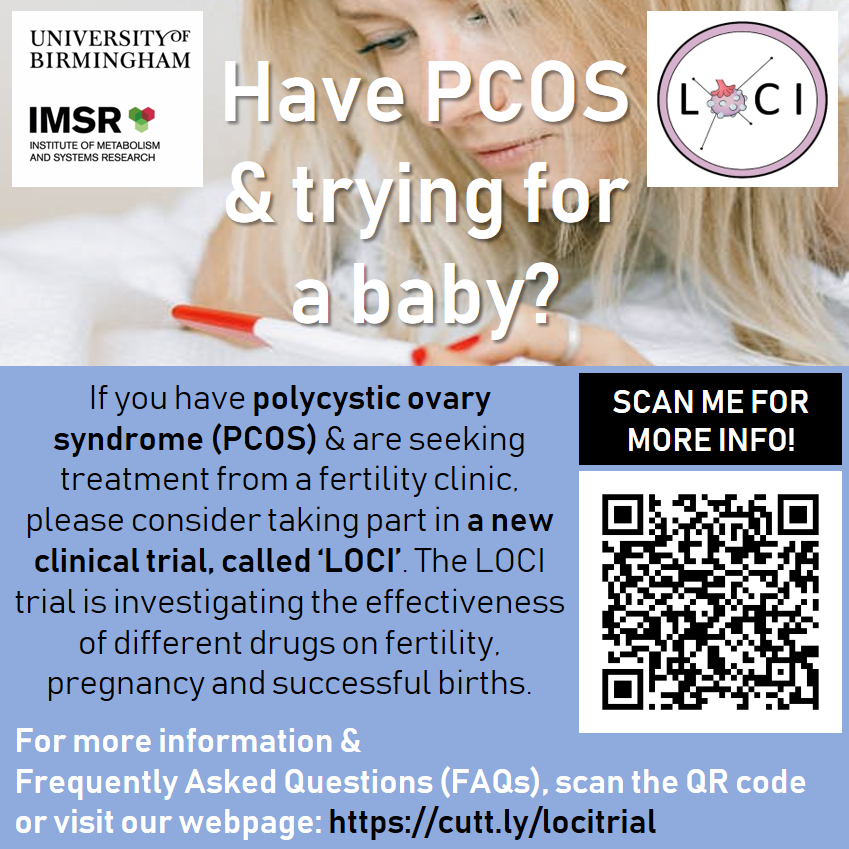 UNIVERSITY OF
BIRMINGHAM
IMSR
INSTITUTE OF METABOLISM
AND SYSTEMS RESEARCH
Have PCOS
& trying for
a baby?
LOCI
If you have polycystic ovary
syndrome (PCOS) & are seeking
treatment from a fertility clinic,
please consider taking part in a new
clinical trial, called ‘LOCI’. The LOCI
trial is investigating the effectiveness
of different drugs on fertility,
pregnancy and successful births.
SCAN ME FOR
MORE INFO!
For more information &
Frequently Asked Questions (FAQs), scan the QR code
or visit our webpage: https://cutt.ly/locitrial